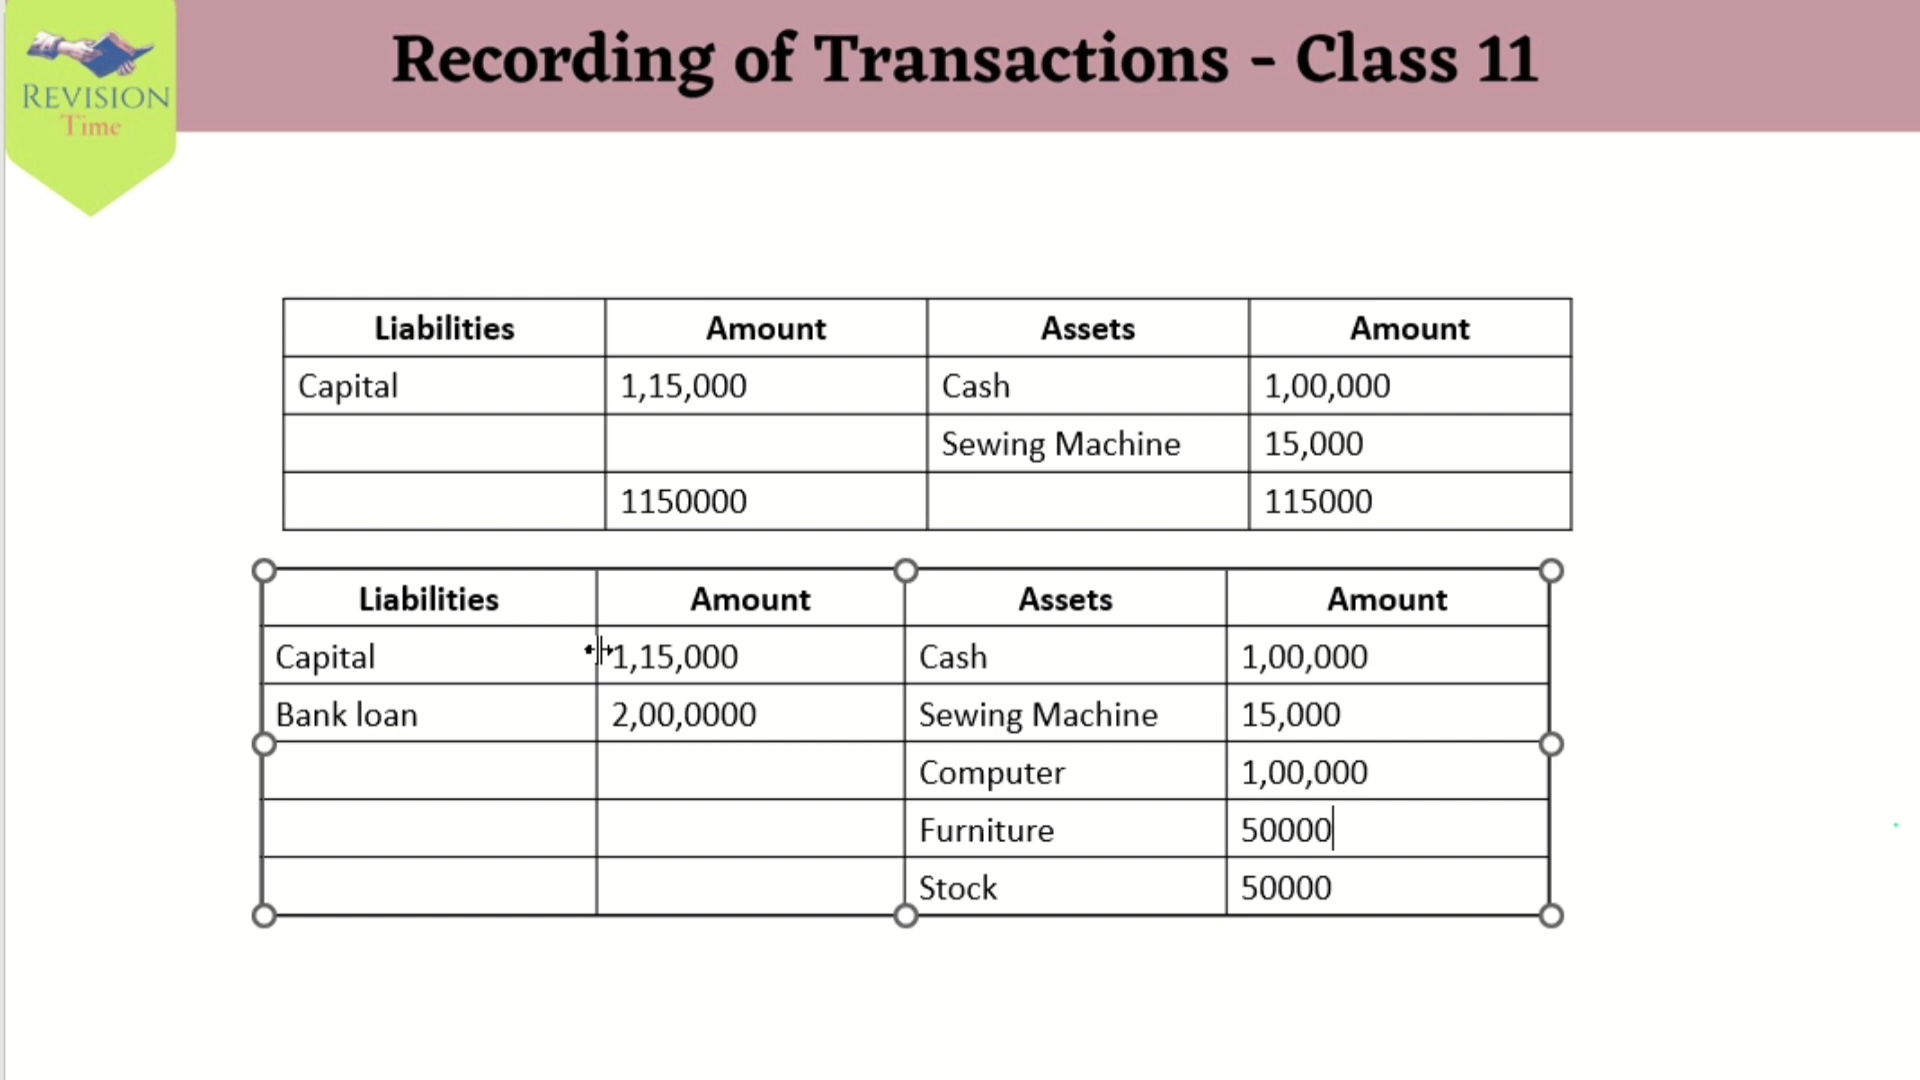 REVISION
Time
Recording of Transactions - Class 11
Liabilities Amount Assets Amount
Capital 1,15,000 Cash 1,00,000
Sewing Machine 15,000
1150000 115000
Liabilities Amount Assets Amount
Capital 1,15,000 Cash 1,00,000
Bank loan 2,00,0000 Sewing Machine 15,000
Computer 1,00,000
Furniture 50000
Stock 50000